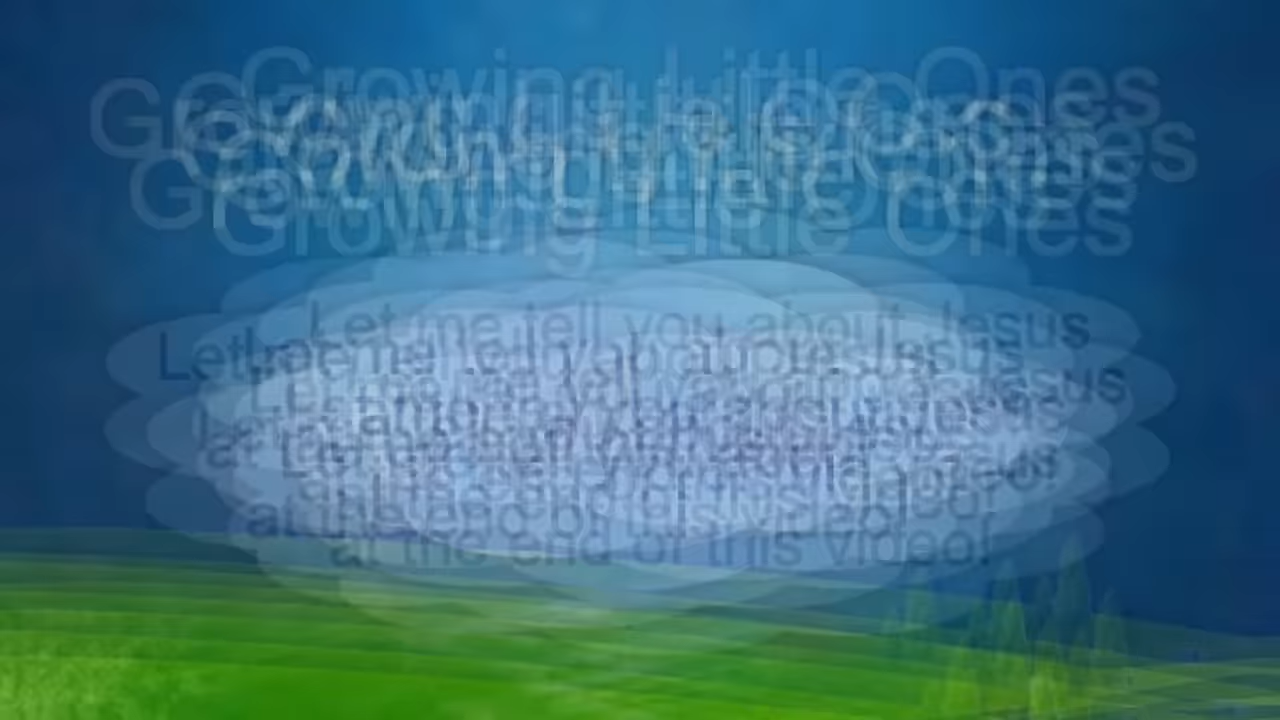 Growing Little Ones
Let me tell you about Jesus
at the end of this video!